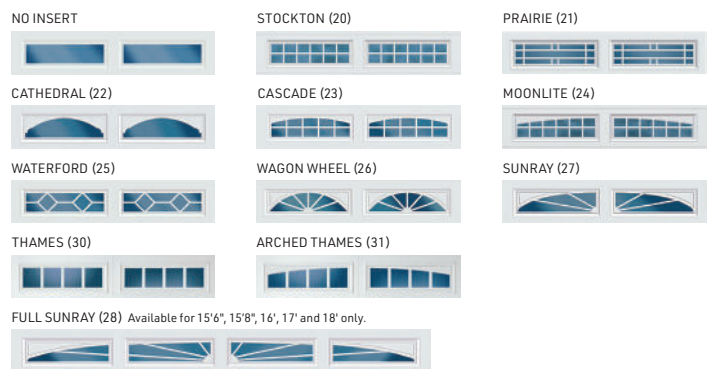 NO INSERT
STOCKTON (20)
PRAIRIE (21)
CATHEDRAL (22)
CASCADE (23)
MOONLITE (24)
WATERFORD (25)
WAGON WHEEL (26)
SUNRAY (27)
THAMES (30)
ARCHED THAMES (31)
FULL SUNRAY (28) Available for 15'6", 15'8", 16', 17' and 18' only.